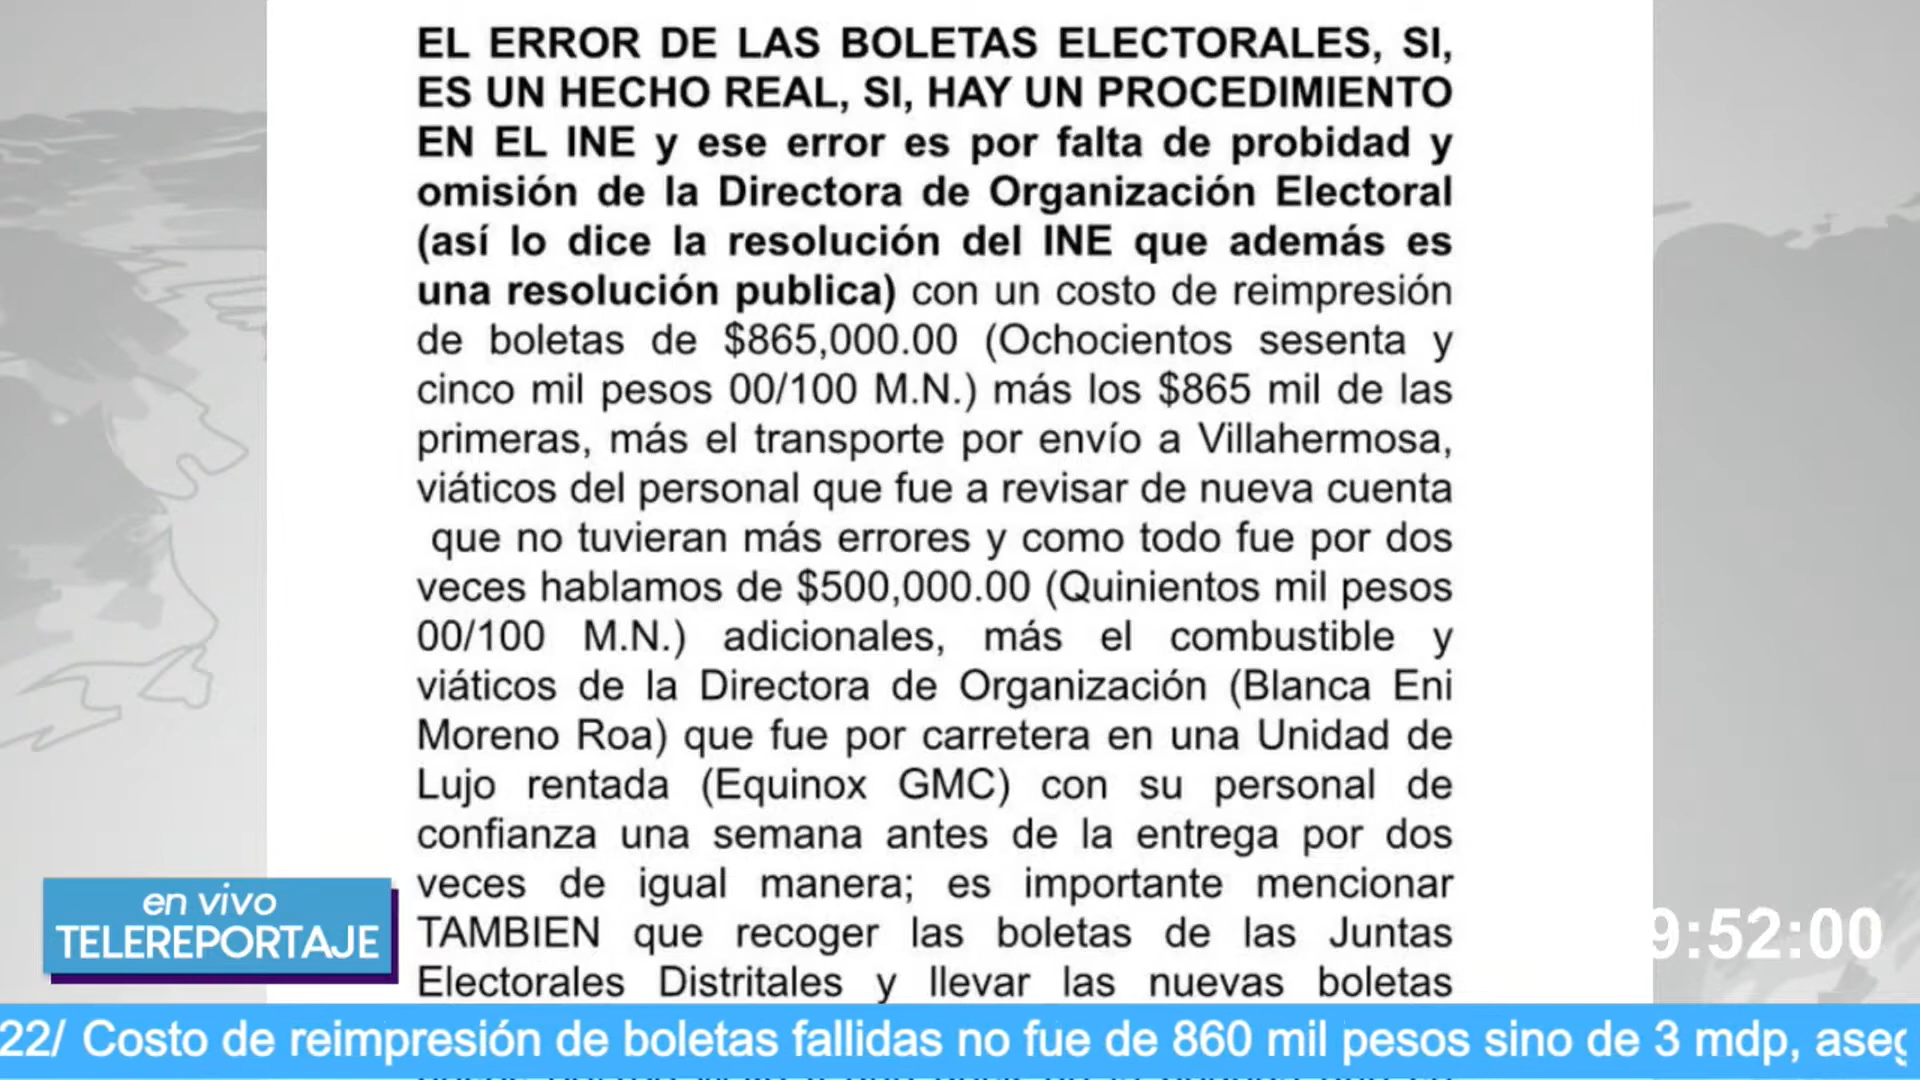 EL ERROR DE LAS BOLETAS ELECTORALES, SI,
ES UN HECHO REAL, SI, HAY UN PROCEDIMIENTO
EN EL INE y ese error es por falta de probidad y
omisión de la Directora de Organización Electoral
(así lo dice la resolución del INE que además es
una resolución publica) con un costo de reimpresión
de boletas de $865,000.00 (Ochocientos sesenta y
cinco mil pesos 00/100 M.N.) más los $865 mil de las
primeras, más el transporte por envío a Villahermosa,
viáticos del personal que fue a revisar de nueva cuenta
que no tuvieran más errores y como todo fue por dos
veces hablamos de $500,000.00 (Quinientos mil pesos
00/100 M.N.) adicionales, más el combustible y
viáticos de la Directora de Organización (Blanca Eni
Moreno Roa) que fue por carretera en una Unidad de
Lujo rentada (Equinox GMC) con su personal de
confianza una semana antes de la entrega por dos
veces de igual manera; es importante mencionar
TAMBIEN que recoger las boletas de las Juntas
Electorales Distritales y llevar las nuevas boletas
en vivo
TELEREPORTAJE
9:52:00
22/ Costo de reimpresión de boletas fallidas no fue de 860 mil pesos sino de 3 mdp,